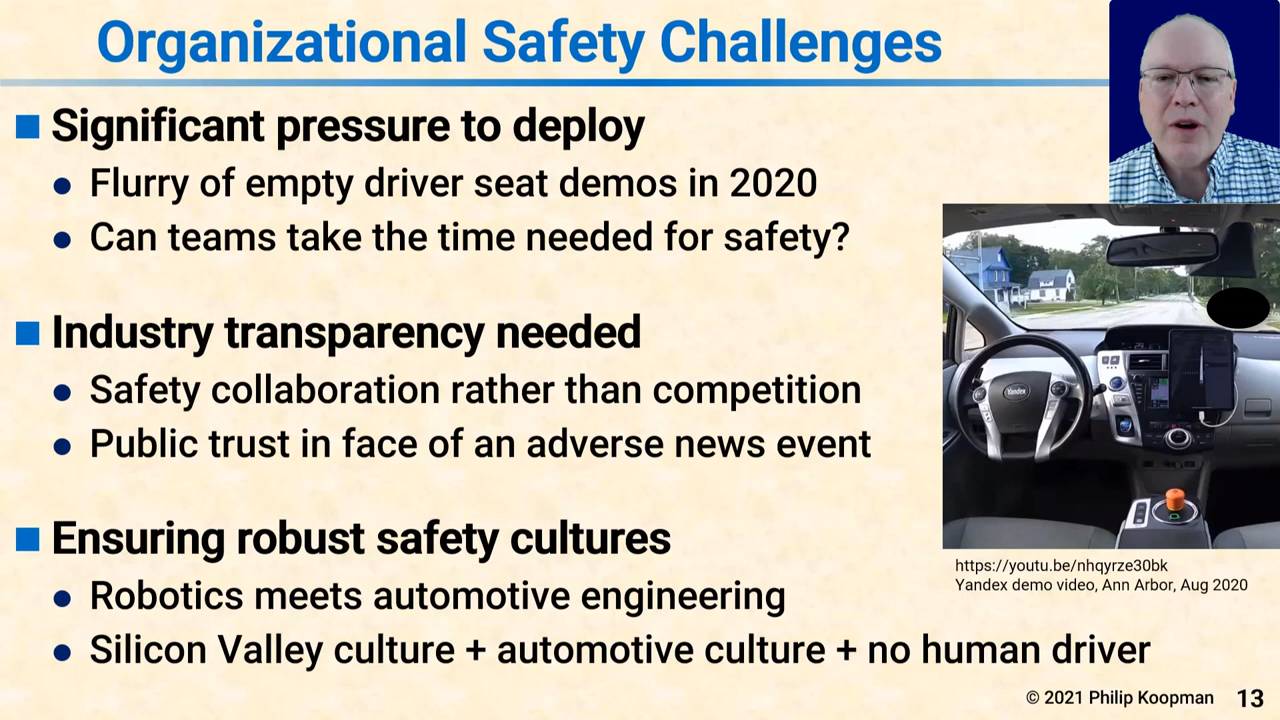 Organizational Safety Challenges
Significant pressure to deploy
Flurry of empty driver seat demos in 2020
Can teams take the time needed for safety?
Industry transparency needed
Safety collaboration rather than competition
Public trust in face of an adverse news event
Ensuring robust safety cultures
Robotics meets automotive engineering
Silicon Valley culture + automotive culture + no human driver
Yandex
https://youtu.be/nhqyrze30bk
Yandex demo video, Ann Arbor, Aug 2020
© 2021 Philip Koopman 13